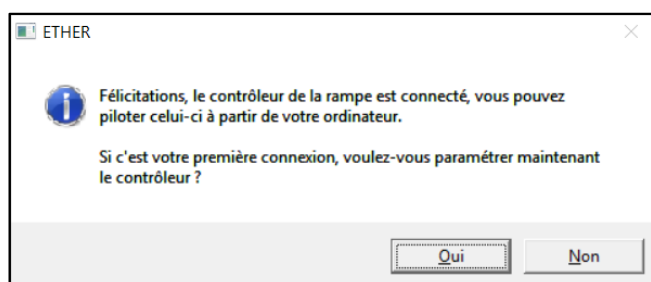 ETHER
Félicitations, le contrôleur de la rampe est connecté, vous pouvez
piloter celui-ci à partir de votre ordinateur.
Si c'est votre première connexion, voulez-vous paramétrer maintenant
le contrôleur ?
Oui
Non